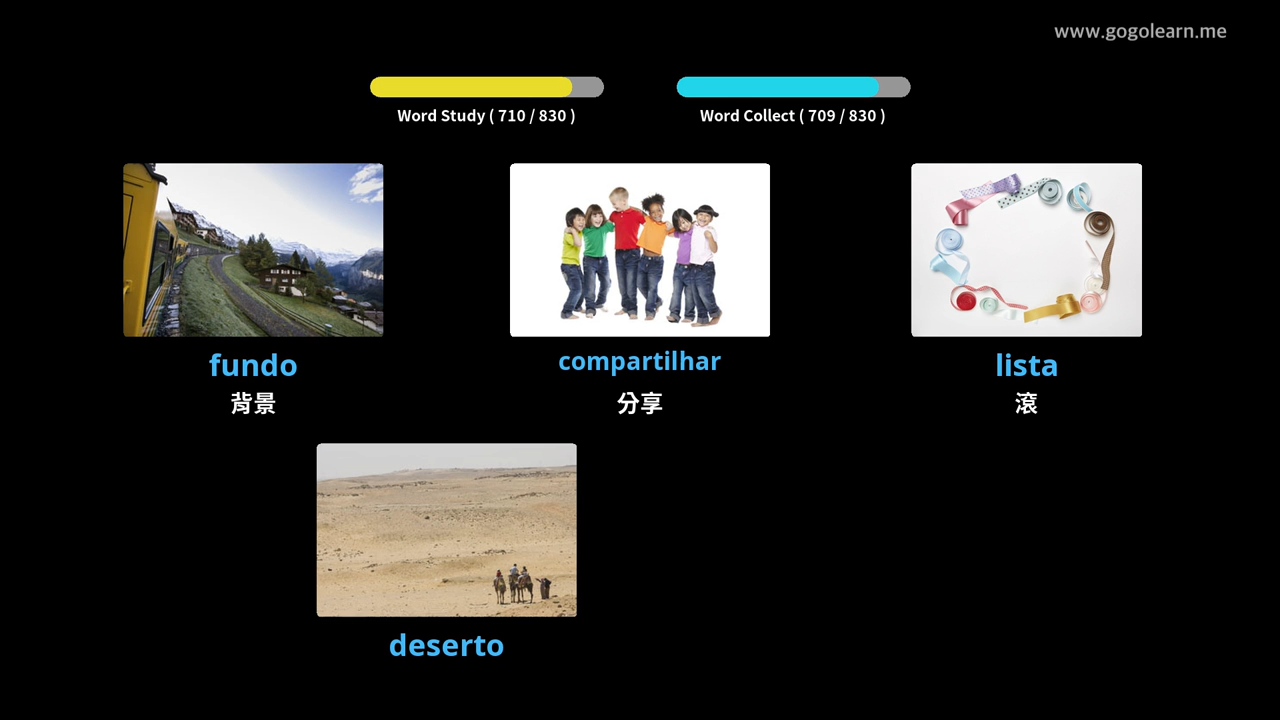 www.gogolearn.me
Word Study ( 710 / 830 )
Word Collect ( 709 / 830 )
fundo
背景
compartilhar
分享
lista
滾
deserto